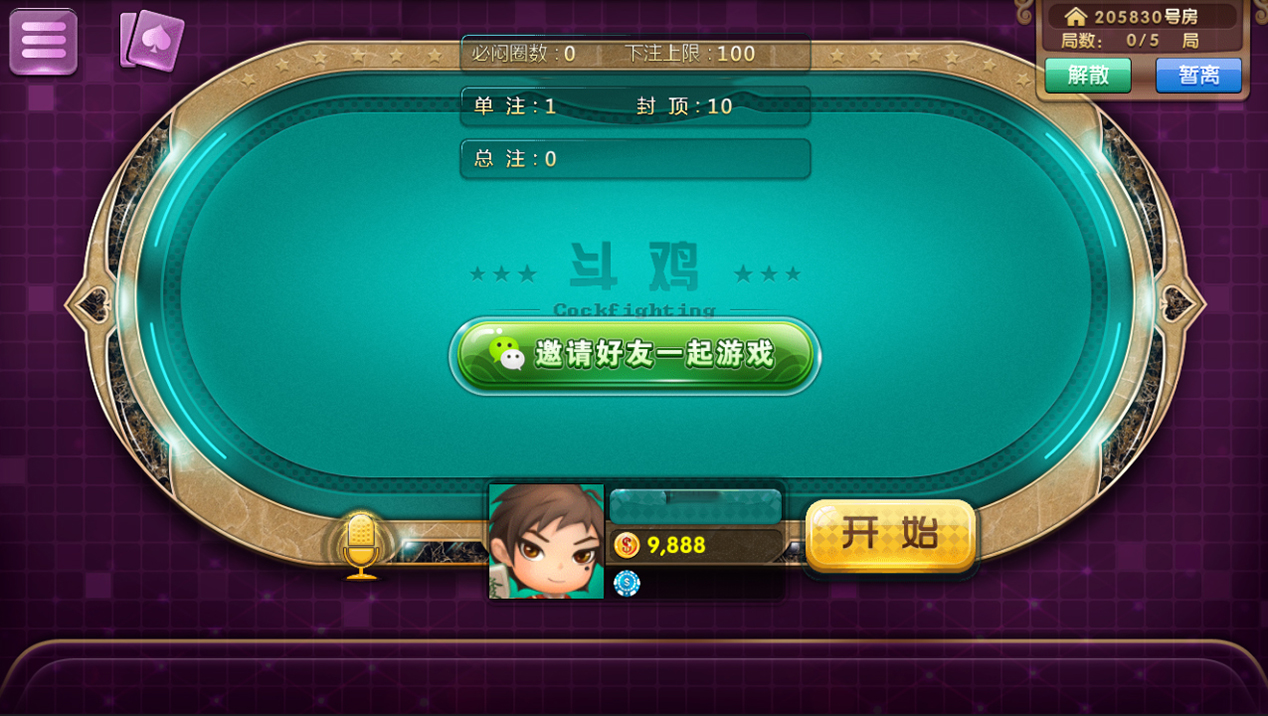 必闷圈数:0 下注上限:100
单 注:1 封 顶:10
总 注:0
205830号房
局数: 0/5 局
解散 暂离
斗 鸡
Cockfighting
邀请好友一起游戏
9,888
开 始